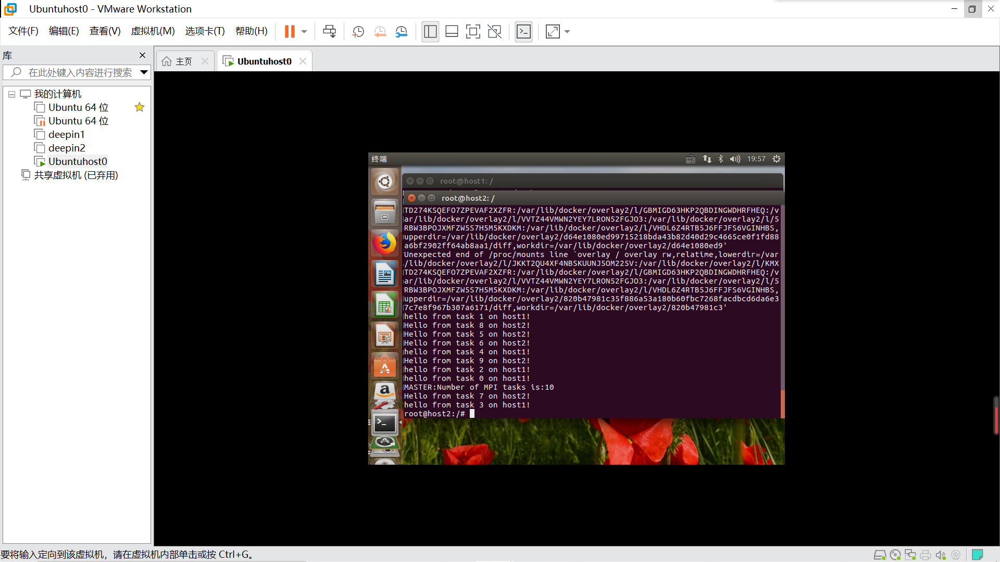 Ubuntuhost0 - VMware Workstation
文件(F) 编辑(E) 查看(V) 虚拟机(M) 选项卡(T) 帮助(H)
库
在此处键入内容进行搜索
我的计算机
Ubuntu 64 位
Ubuntu 64 位
deepin1
deepin2
Ubuntuhost0
共享虚拟机 (已弃用)
主页
Ubuntuhost0
终端
19:57
root@host1: /
root@host2: /
TD274KSQEFO7ZPEVAF2XZFR:/var/lib/docker/overlay2/l/GBMIGD63HKP2QBDINGWDHRFHEQ:/v
ar/lib/docker/overlay2/l/VVTZ44VMWN2YEY7LRON52FGJO3:/var/lib/docker/overlay2/l/5
RBW3BPOJXMFZW5S7H5M5KXDKM:/var/lib/docker/overlay2/l/VHDL6Z4RTB5J6FFJFS6VGINHBS,
upperdir=/var/lib/docker/overlay2/d64e1080ed99715218bda43b82d40d29c4665ce0f1fd88
a6bf2902ff64ab8aa1/diff,workdir=/var/lib/docker/overlay2/d64e1080ed9'
Unexpected end of /proc/mounts line `overlay / overlay rw,relatime,lowerdir=/var
/lib/docker/overlay2/l/JKKT2QU4XF4NBSKUUNJ5OM225V:/var/lib/docker/overlay2/l/KMX
TD274KSQEFO7ZPEVAF2XZFR:/var/lib/docker/overlay2/l/GBMIGD63HKP2QBDINGWDHRFHEQ:/v
ar/lib/docker/overlay2/l/VVTZ44VMWN2YEY7LRON52FGJO3:/var/lib/docker/overlay2/l/5
RBW3BPOJXMFZW5S7H5M5KXDKM:/var/lib/docker/overlay2/l/VHDL6Z4RTB5J6FFJFS6VGINHBS,
upperdir=/var/lib/docker/overlay2/820b47981c35f886a53a180b60fbc7268facdbcd6da6e3
7c7e8f967b307a6171/diff,workdir=/var/lib/docker/overlay2/820b47981c3'
hello from task 1 on host1!
Hello from task 8 on host2!
Hello from task 5 on host2!
Hello from task 6 on host2!
hello from task 4 on host1!
Hello from task 9 on host2!
hello from task 2 on host1!
hello from task 0 on host1!
MASTER:Number of MPI tasks is:10
Hello from task 7 on host2!
hello from task 3 on host1!
root@host2:/#
要将输入定向到该虚拟机，请在虚拟机内部单击或按 Ctrl+G。